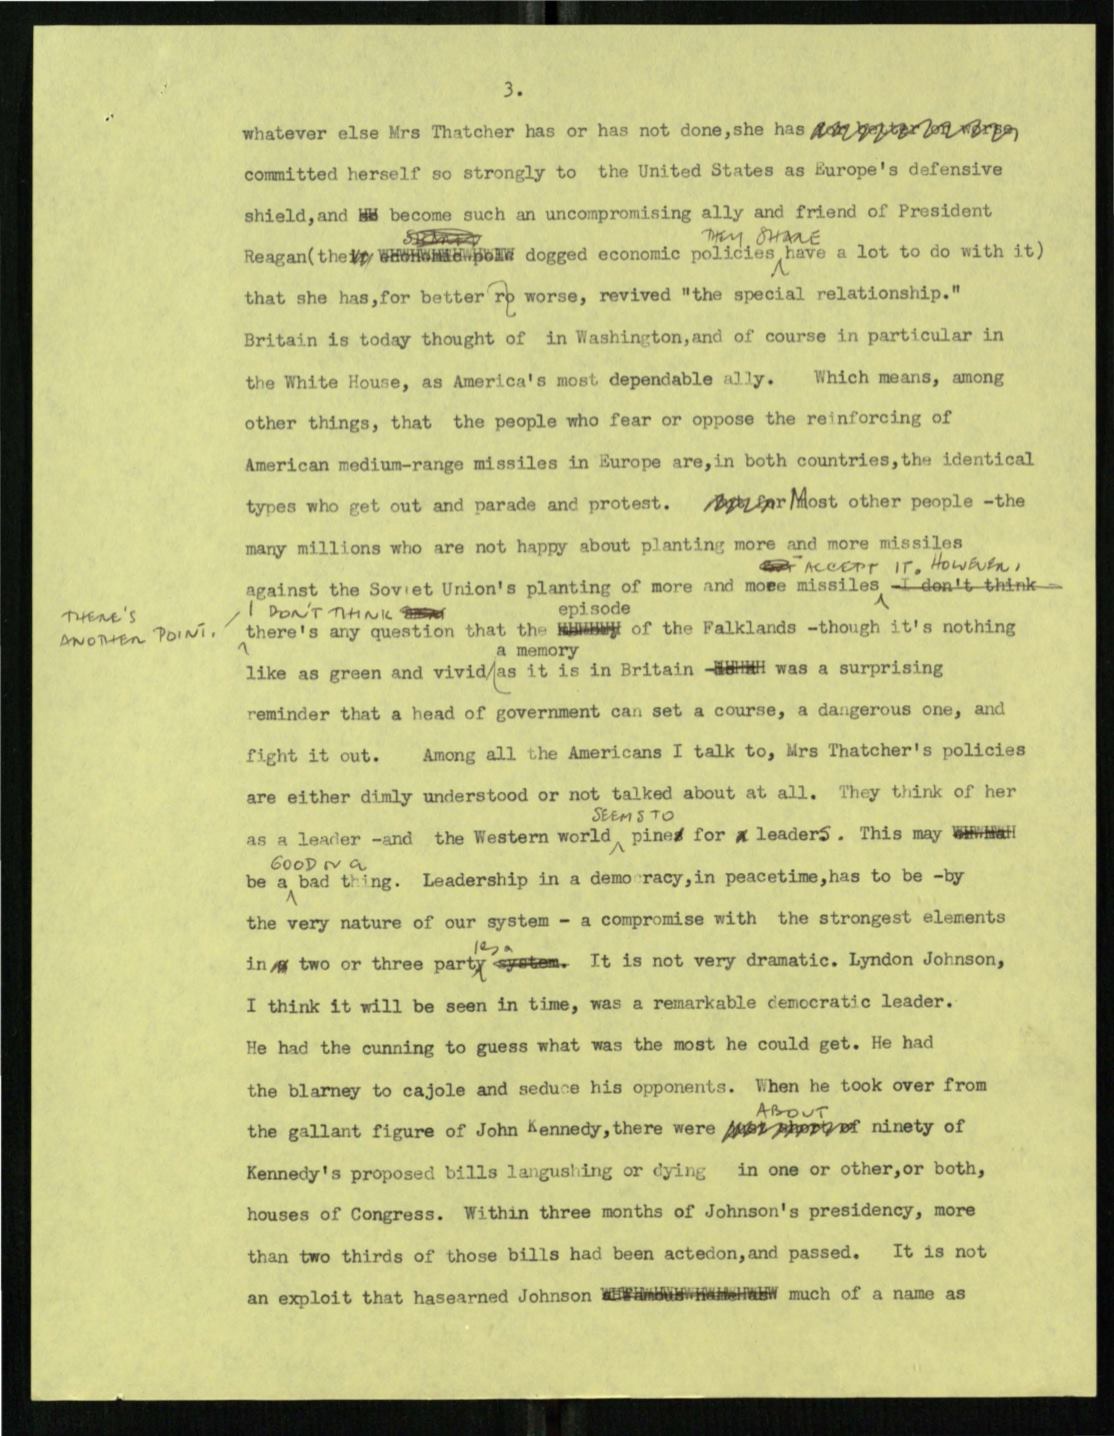 3.
whatever else Mrs Thatcher has or has not done,she has for better or worse,
committed herself so strongly to the United States as Europe's defensive
shield,and become such an uncompromising ally and friend of President
THEY SHARE
Reagan(the dogged economic policies have a lot to do with it)
that she has,for better ro worse, revived "the special relationship."
Britain is today thought of in Washington,and of course in particular in
the White House, as America's most dependable ally. Which means, among
other things, that the people who fear or oppose the reinforcing of
American medium-range missiles in Europe are,in both countries,the identical
types who get out and parade and protest. But for Most other people -the
many millions who are not happy about planting more and more missiles
ACCEPT IT. HOWEVER,
against the Soviet Union's planting of more and more missiles -I don't think
THERE'S ANOTHER POINT. I DON'T THINK
episode
there's any question that the of the Falklands -though it's nothing
a memory
like as green and vivid/as it is in Britain - was a surprising
reminder that a head of government can set a course, a dangerous one, and
fight it out. Among all the Americans I talk to, Mrs Thatcher's policies
are either dimly understood or not talked about at all. They think of her
SEEMS TO
as a leader -and the Western world pines for a leaderS. This may
GOOD OR a
be a bad thing. Leadership in a democracy,in peacetime,has to be -by
the very nature of our system - a compromise with the strongest elements
in a two or three party system. It is not very dramatic. Lyndon Johnson,
I think it will be seen in time, was a remarkable democratic leader.
He had the cunning to guess what was the most he could get. He had
the blarney to cajole and seduce his opponents. When he took over from
ABOUT
the gallant figure of John Kennedy,there were ninety of
Kennedy's proposed bills langushing or dying in one or other,or both,
houses of Congress. Within three months of Johnson's presidency, more
than two thirds of those bills had been actedon,and passed. It is not
an exploit that hasearned Johnson much of a name as